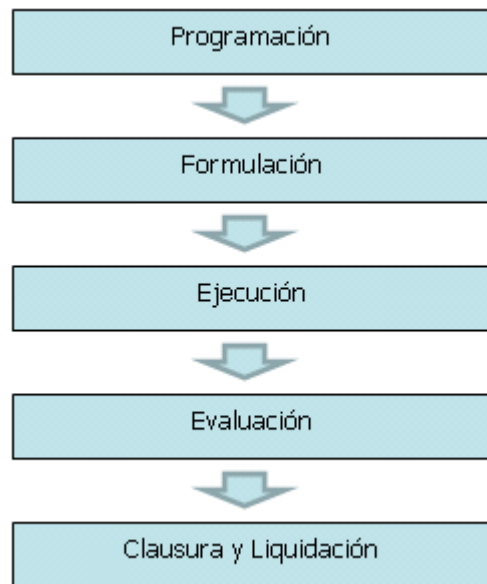 Programación
Formulación
Ejecución
Evaluación
Clausura y Liquidación